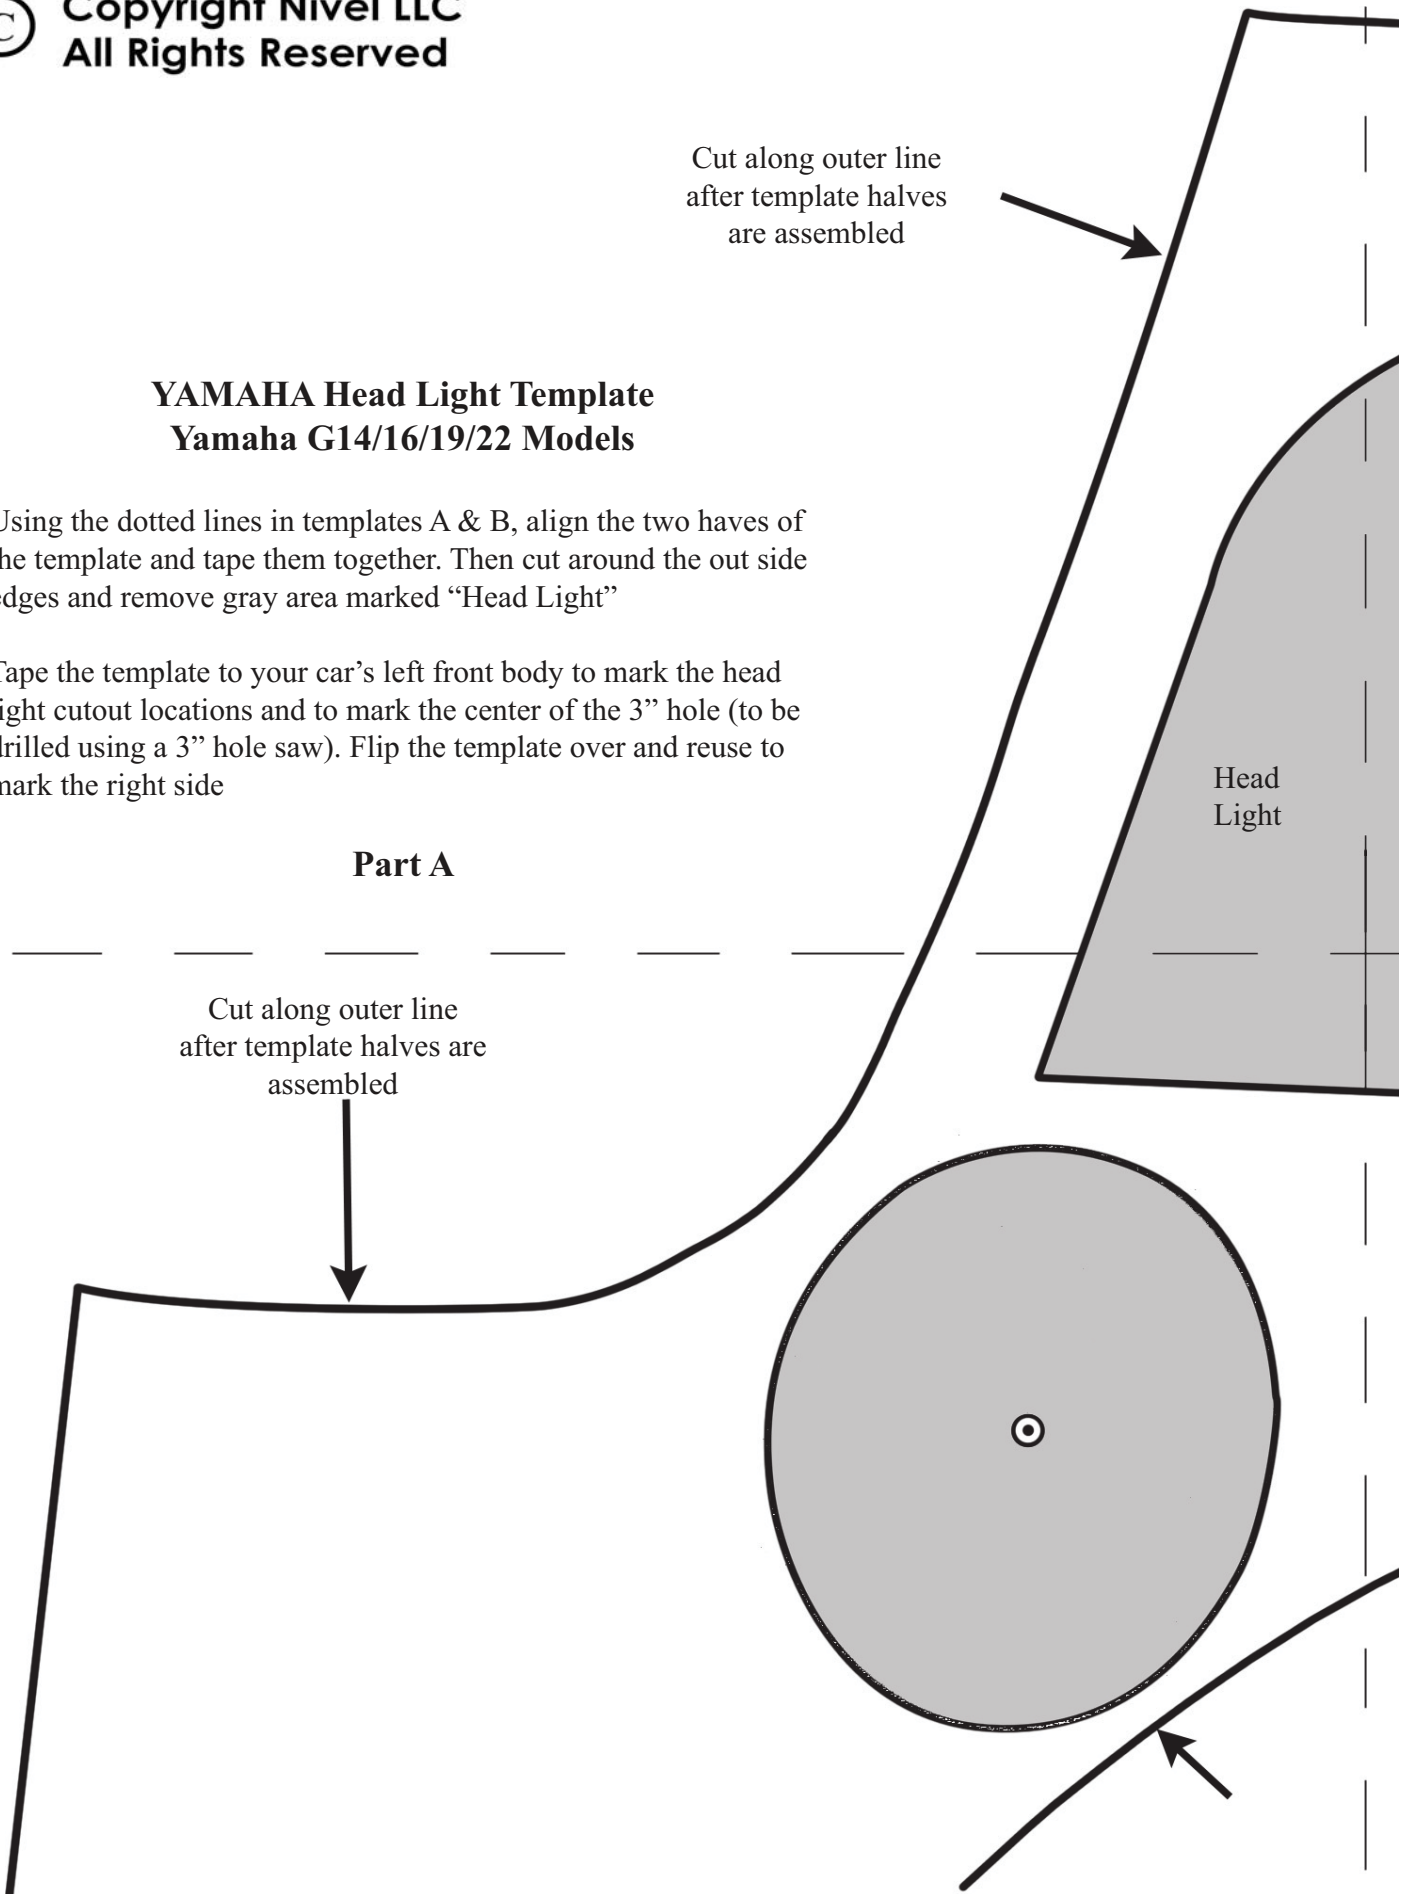 © Copyright Nivel LLC
All Rights Reserved
Cut along outer line
after template halves
are assembled
YAMAHA Head Light Template
Yamaha G14/16/19/22 Models
Using the dotted lines in templates A & B, align the two haves of
the template and tape them together. Then cut around the out side
edges and remove gray area marked “Head Light”
Tape the template to your car’s left front body to mark the head
light cutout locations and to mark the center of the 3” hole (to be
drilled using a 3” hole saw). Flip the template over and reuse to
mark the right side
Head
Light
Part A
Cut along outer line
after template halves are
assembled